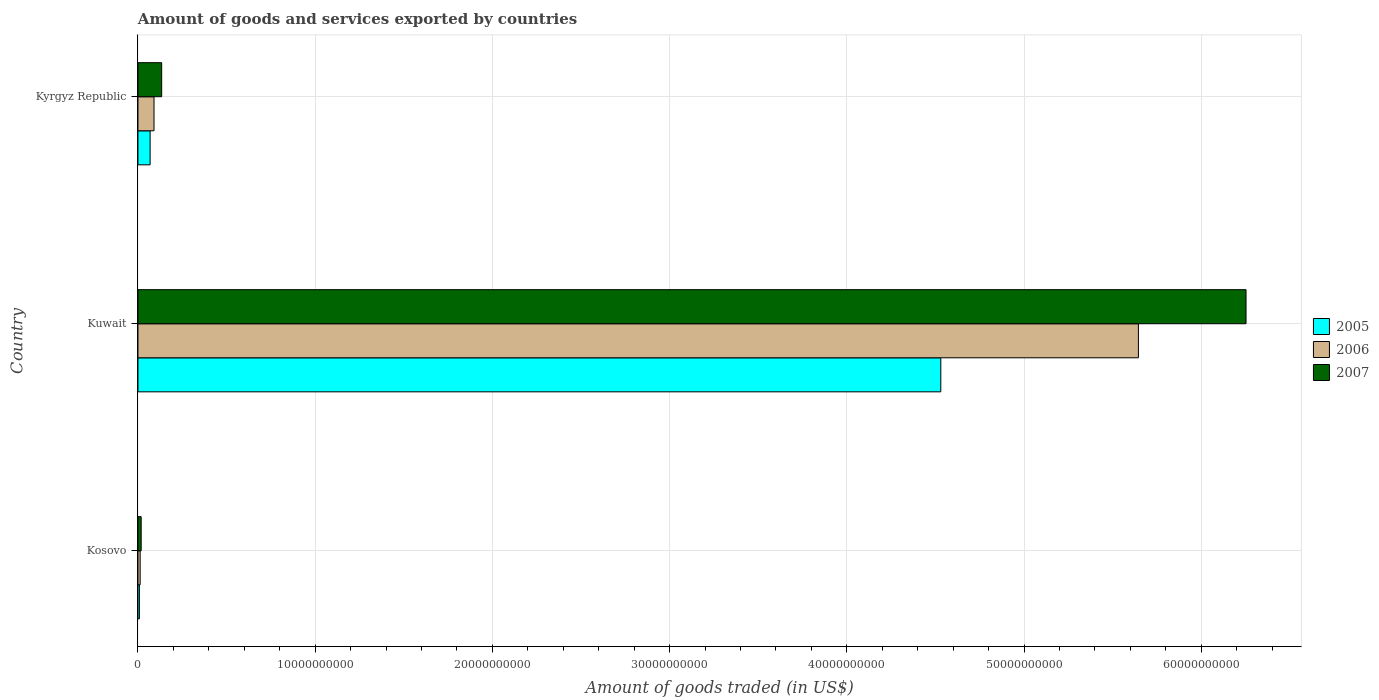 Amount of goods and services exported by countries
Kyrgyz Republic
Kuwait
Kosovo
Country
0
10000000000
20000000000
30000000000
40000000000
50000000000
60000000000
Amount of goods traded (in US$)
2005
2006
2007